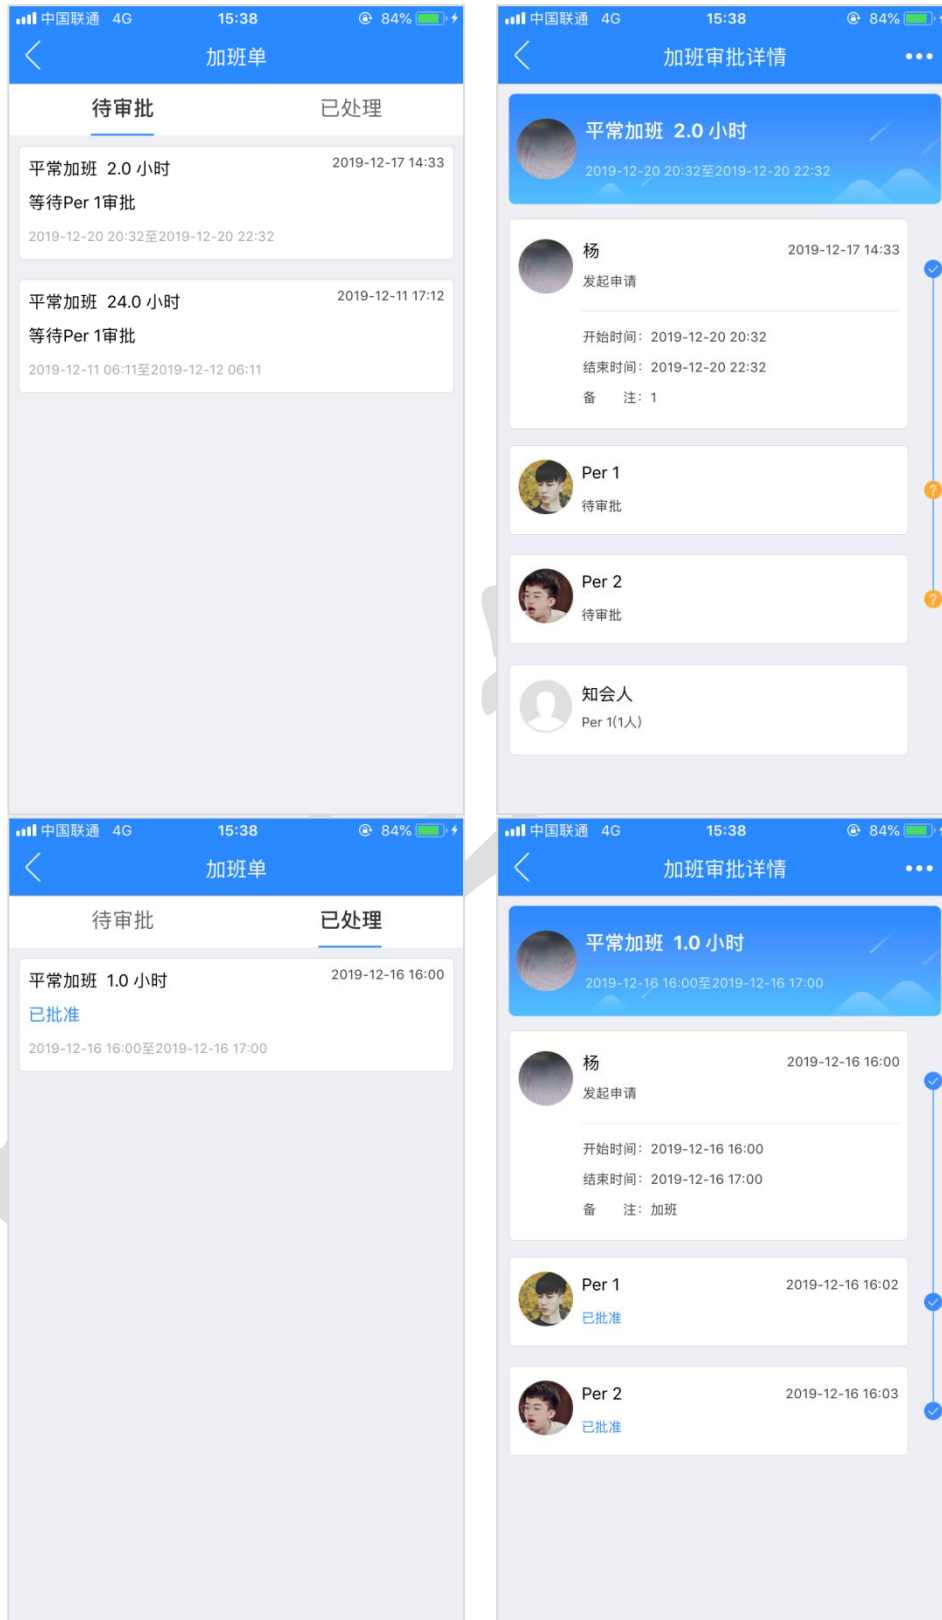 中国联通 4G 15:38 84%
加班单
待审批 已处理
平常加班 2.0 小时 2019-12-17 14:33
等待Per 1审批
2019-12-20 20:32至2019-12-20 22:32
平常加班 24.0 小时 2019-12-11 17:12
等待Per 1审批
2019-12-11 06:11至2019-12-12 06:11
中国联通 4G 15:38 84%
加班审批详情
平常加班 2.0 小时
2019-12-20 20:32至2019-12-20 22:32
杨 2019-12-17 14:33
发起申请
开始时间：2019-12-20 20:32
结束时间：2019-12-20 22:32
备 注：1
Per 1
待审批
Per 2
待审批
知会人
Per 1(1人)
中国联通 4G 15:38 84%
加班单
待审批 已处理
平常加班 1.0 小时 2019-12-16 16:00
已批准
2019-12-16 16:00至2019-12-16 17:00
中国联通 4G 15:38 84%
加班审批详情
平常加班 1.0 小时
2019-12-16 16:00至2019-12-16 17:00
杨 2019-12-16 16:00
发起申请
开始时间：2019-12-16 16:00
结束时间：2019-12-16 17:00
备 注：加班
Per 1 2019-12-16 16:02
已批准
Per 2 2019-12-16 16:03
已批准